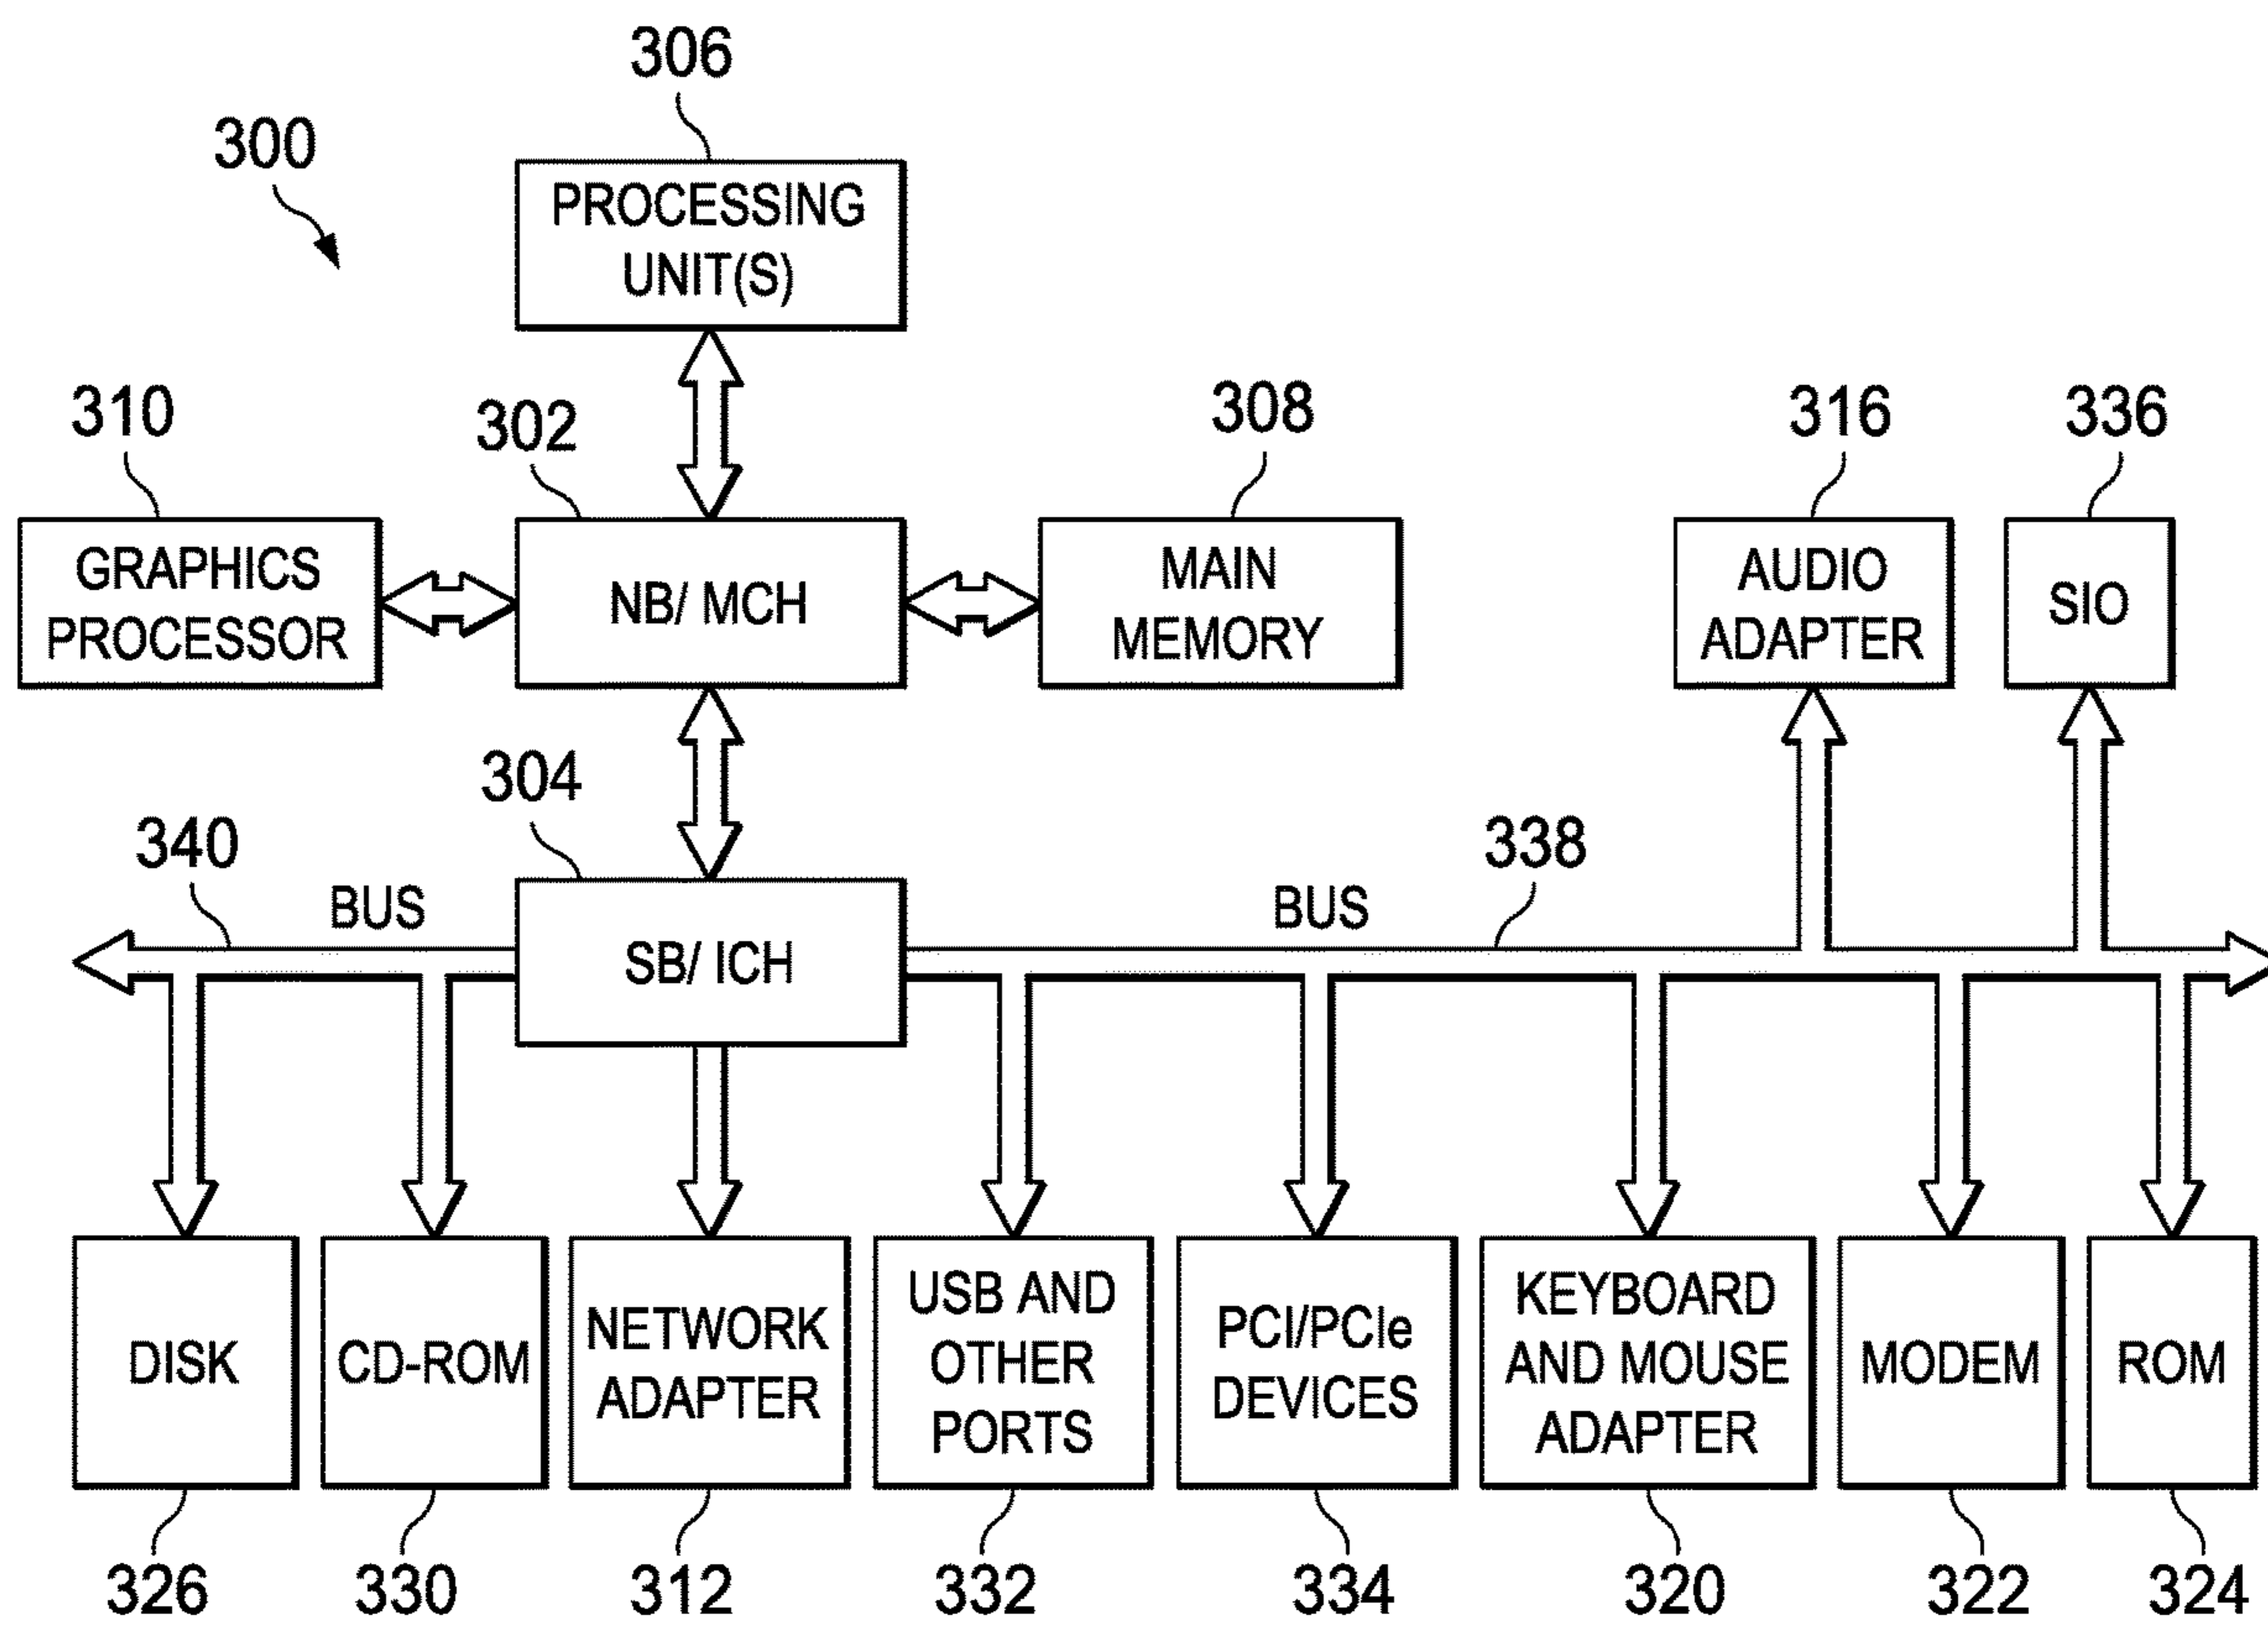 306
300
PROCESSING
UNIT(S)
310
302
308
316
336
GRAPHICS
PROCESSOR
NB/ MCH
MAIN
MEMORY
AUDIO
ADAPTER
SIO
304
340
338
BUS
BUS
SB/ ICH
DISK
CD-ROM
NETWORK
ADAPTER
USB AND
OTHER
PORTS
PCI/PCIe
DEVICES
KEYBOARD
AND MOUSE
ADAPTER
MODEM
ROM
326
330
312
332
334
320
322
324